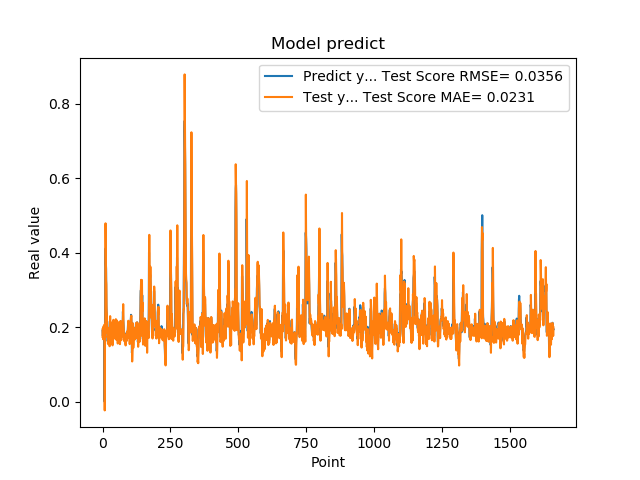 Model predict
Predict y... Test Score RMSE= 0.0356
Test y... Test Score MAE= 0.0231
Real value
0.8
0.6
0.4
0.2
0.0
0 250 500 750 1000 1250 1500
Point